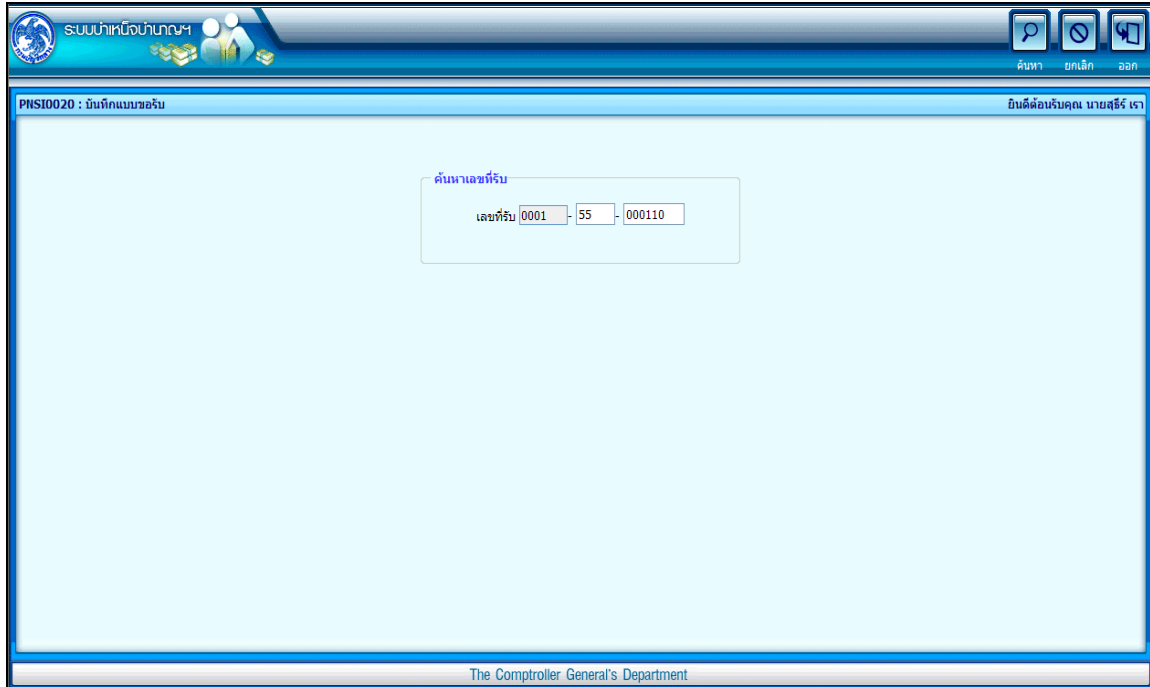 ระบบบำเหน็จบำนาญฯ
ค้นหา ยกเลิก ออก
PNSI0020 : บันทึกแบบขอรับ ยินดีต้อนรับคุณ นายสุธีร์ เรา
ค้นหาเลขที่รับ
เลขที่รับ 0001 - 55 - 000110
The Comptroller General's Department